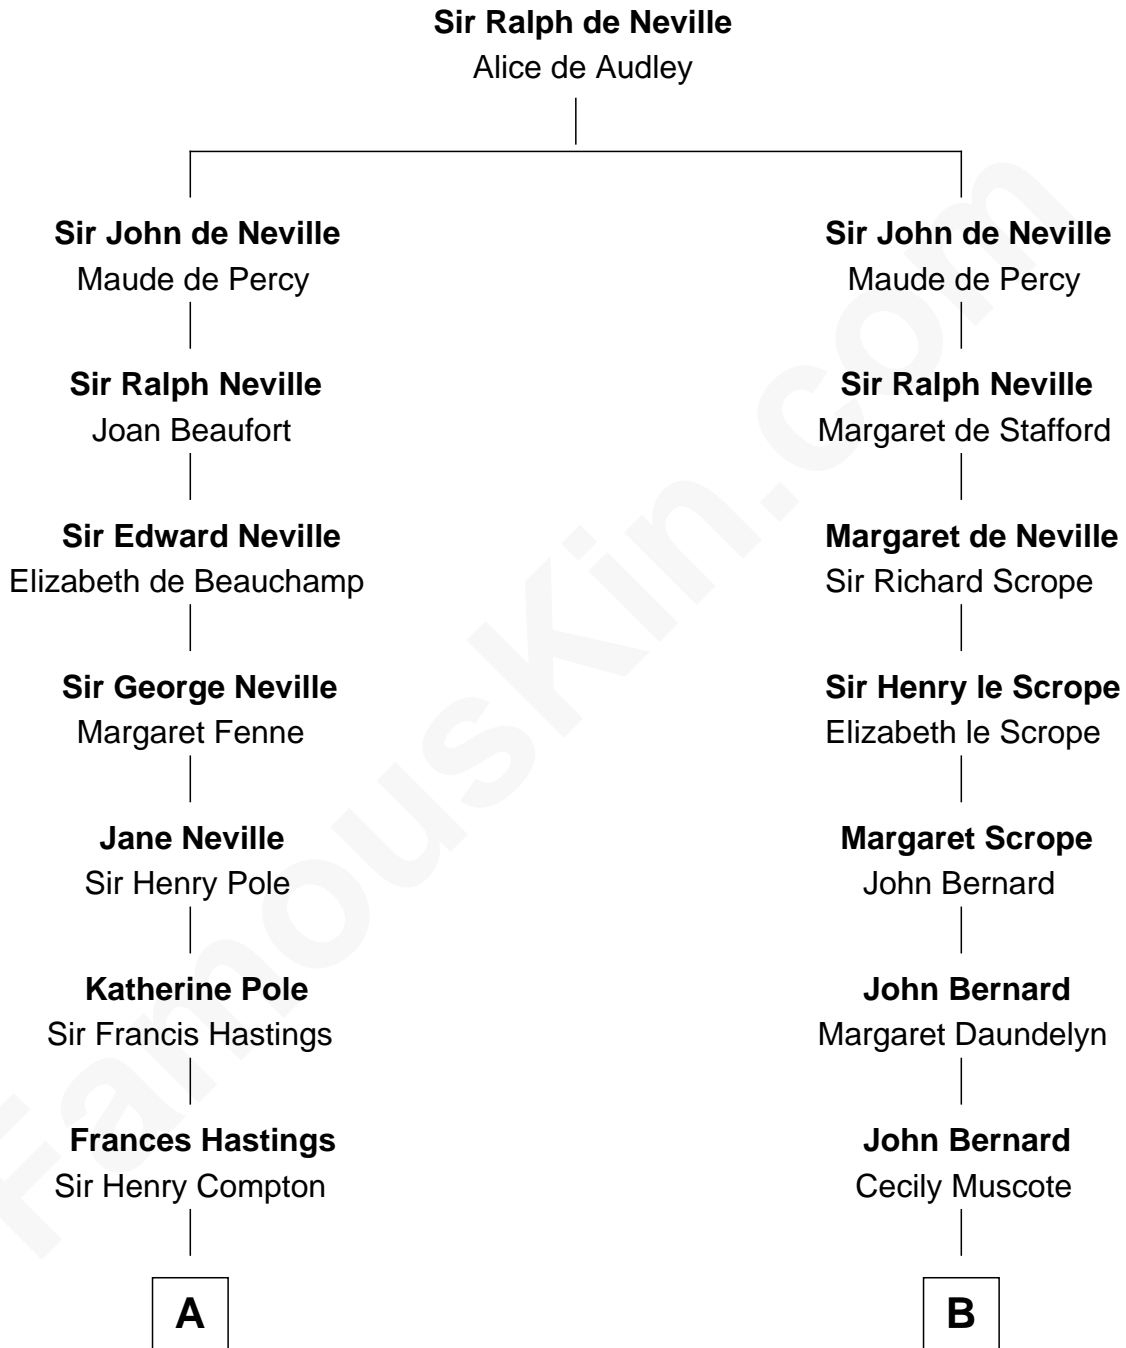 Sir Ralph de Neville
Alice de Audley
Sir John de Neville
Maude de Percy
Sir Ralph Neville
Joan Beaufort
Sir Edward Neville
Elizabeth de Beauchamp
Sir George Neville
Margaret Fenne
Jane Neville
Sir Henry Pole
Katherine Pole
Sir Francis Hastings
Frances Hastings
Sir Henry Compton
A
Sir John de Neville
Maude de Percy
Sir Ralph Neville
Margaret de Stafford
Margaret de Neville
Sir Richard Scrope
Sir Henry le Scrope
Elizabeth le Scrope
Margaret Scrope
John Bernard
John Bernard
Margaret Daundelyn
John Bernard
Cecily Muscote
B
FamousKin.com